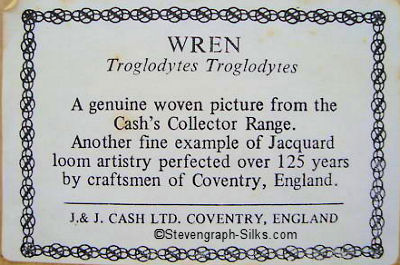 WREN
Troglodytes Troglodytes
A genuine woven picture from the
Cash's Collector Range.
Another fine example of Jacquard
loom artistry perfected over 125 years
by craftsmen of Coventry, England.
J.& J. CASH LTD. COVENTRY, ENGLAND
©Stevengraph-Silks.com